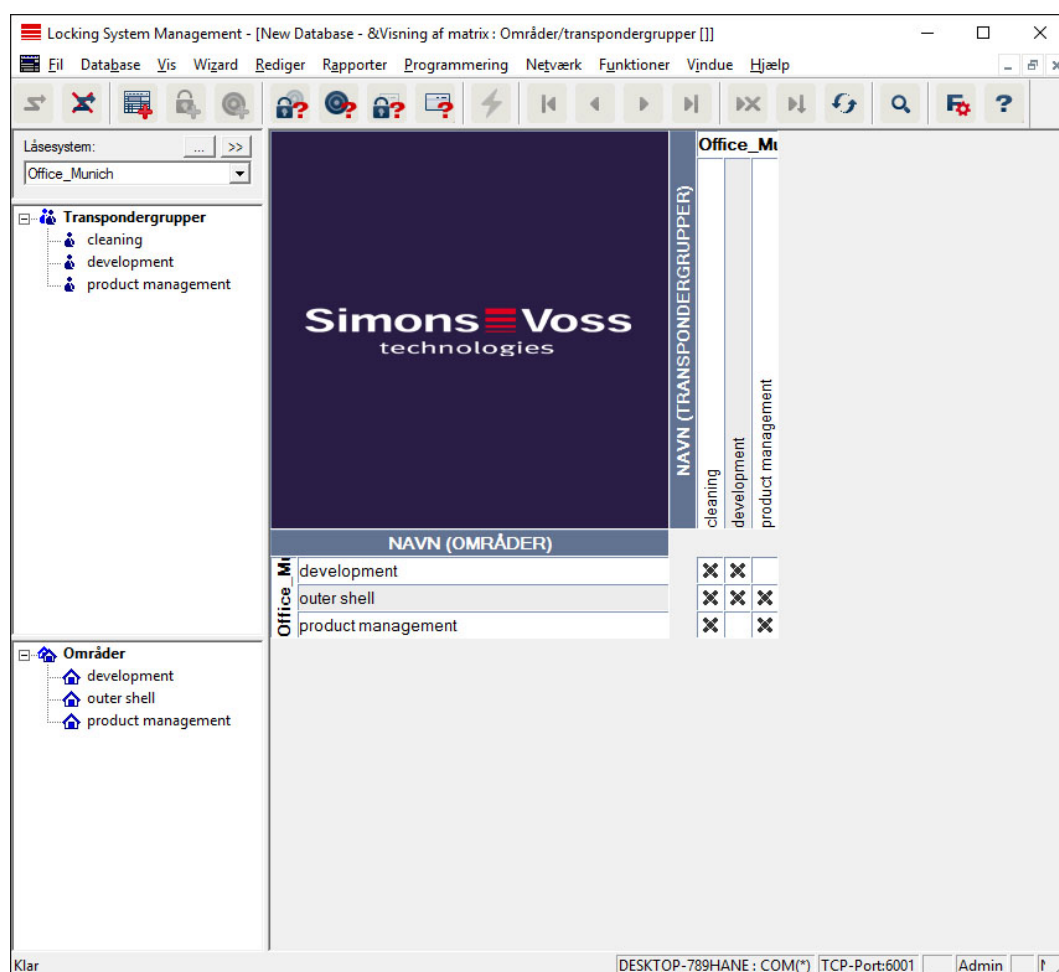 Locking System Management - [New Database - &Visning af matrix : Områder/transpondergrupper []]
Fil Database Vis Wizard Rediger Rapporter Programmering Netværk Funktioner Vindue Hjælp
Låsesystem:
... >>
Office_Munich
Transpondergrupper
cleaning
development
product management
Simons Voss
technologies
NAVN (TRANSPONDERGRUPPER)
Office_Mu
cleaning
development
product management
NAVN (OMRÅDER)
Office_Mu
development
outer shell
product management
Områder
development
outer shell
product management
Klar
DESKTOP-789HANE : COM(*) TCP-Port:6001 Admin